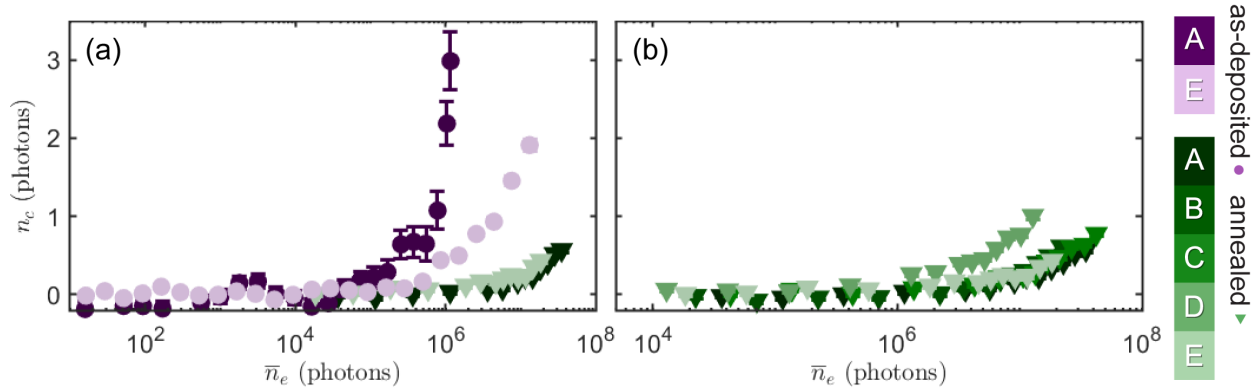 (a)
3
2
1
0
n_c (photons)
10^2
10^4
10^6
10^8
n̅_e (photons)
(b)
10^4
10^6
10^8
n̅_e (photons)
A
E
as-deposited
A
B
C
D
E
annealed